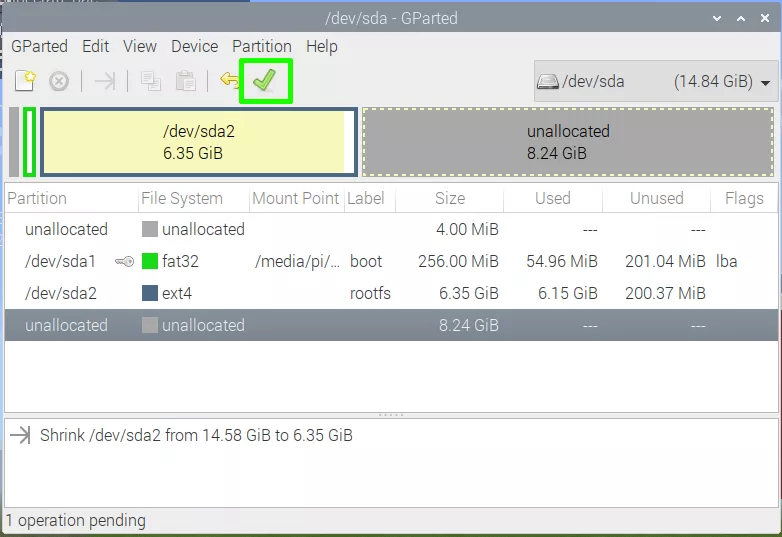 /dev/sda - GParted
GParted Edit View Device Partition Help
/dev/sda (14.84 GiB)
/dev/sda2
6.35 GiB
unallocated
8.24 GiB
Partition File System Mount Point Label Size Used Unused Flags
unallocated unallocated 4.00 MiB --- ---
/dev/sda1 fat32 /media/pi/... boot 256.00 MiB 54.96 MiB 201.04 MiB lba
/dev/sda2 ext4 rootfs 6.35 GiB 6.15 GiB 200.37 MiB
unallocated unallocated 8.24 GiB --- ---
Shrink /dev/sda2 from 14.58 GiB to 6.35 GiB
1 operation pending